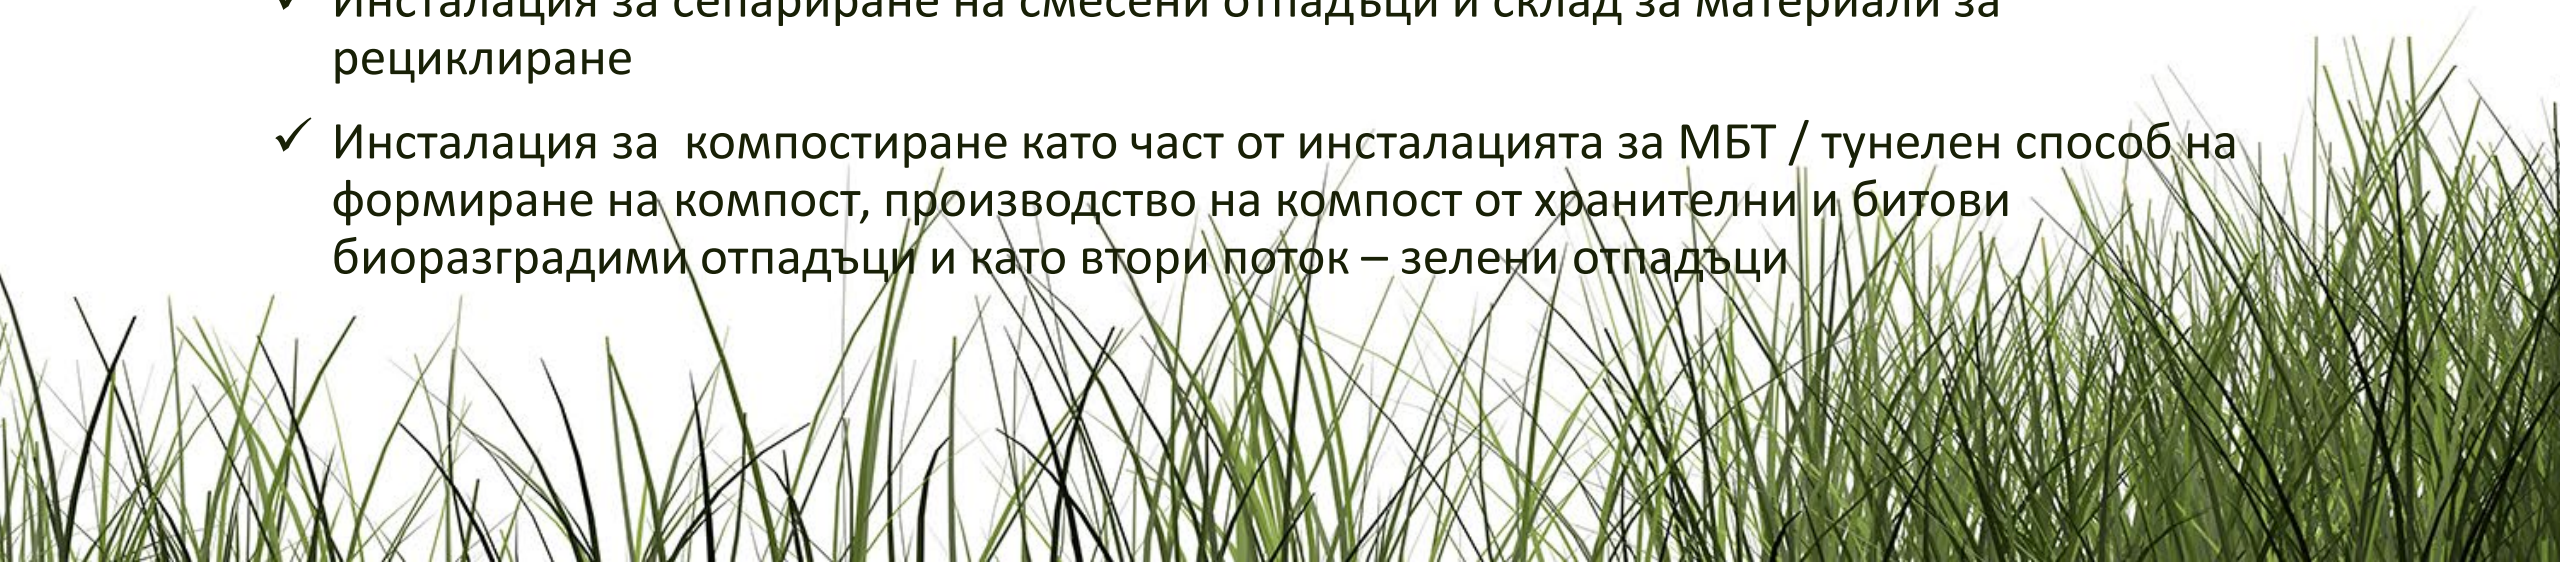 ✓ Инсталация за сепариране на смесени отпадъци и склад за материали за
рециклиране
✓ Инсталация за  компостиране като част от инсталацията за МБТ / тунелен способ на
формиране на компост, производство на компост от хранителни и битови
биоразградими отпадъци и като втори поток – зелени отпадъци